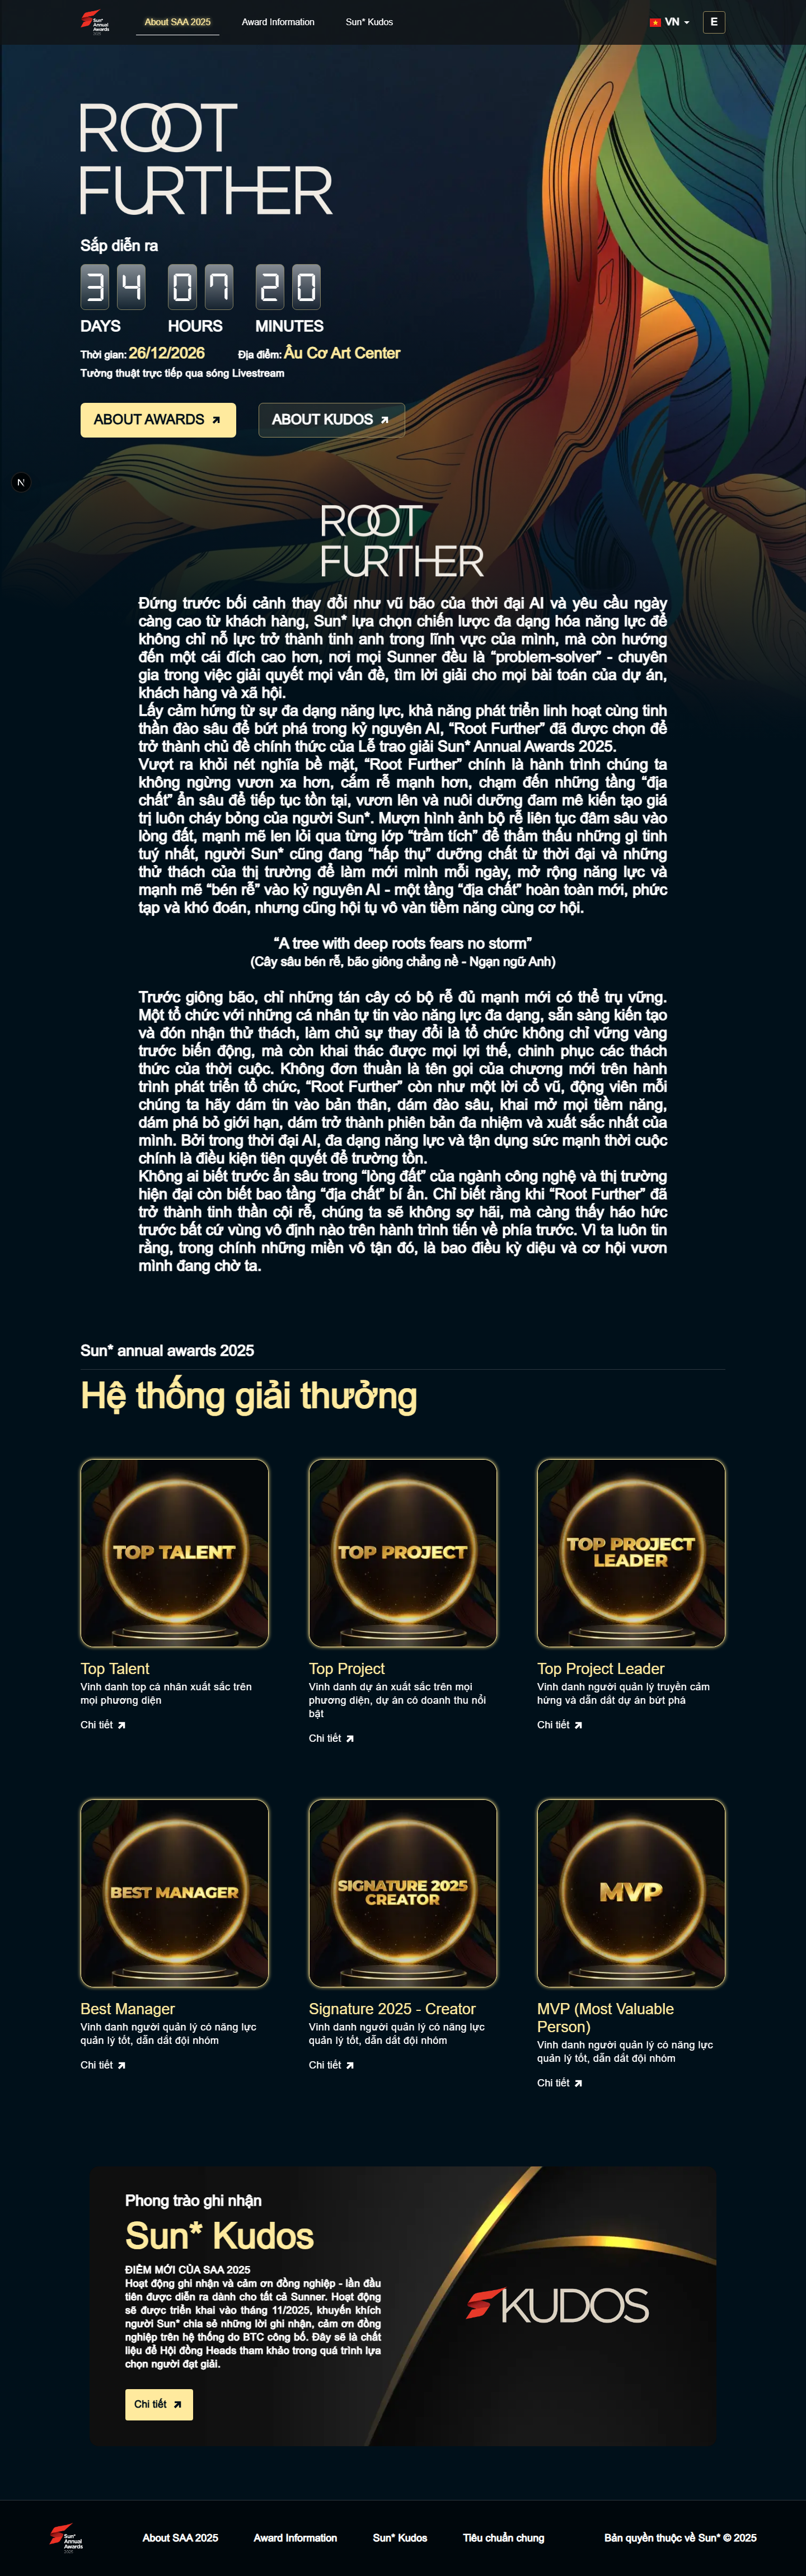 Sun*
Annual
Awards
2025
About SAA 2025
Award Information
Sun* Kudos
VN
E
ROOT
FURTHER
Sắp diễn ra
34 07 20
DAYS HOURS MINUTES
Thời gian: 26/12/2026 Địa điểm: Âu Cơ Art Center
Tường thuật trực tiếp qua sóng Livestream
ABOUT AWARDS
ABOUT KUDOS
N
ROOT
FURTHER
Đứng trước bối cảnh thay đổi như vũ bão của thời đại AI và yêu cầu ngày
càng cao từ khách hàng, Sun* lựa chọn chiến lược đa dạng hóa năng lực để
không chỉ nỗ lực trở thành tinh anh trong lĩnh vực của mình, mà còn hướng
đến một cái đích cao hơn, nơi mọi Sunner đều là “problem-solver” - chuyên
gia trong việc giải quyết mọi vấn đề, tìm lời giải cho mọi bài toán của dự án,
khách hàng và xã hội.
Lấy cảm hứng từ sự đa dạng năng lực, khả năng phát triển linh hoạt cùng tinh
thần đào sâu để bứt phá trong kỷ nguyên AI, “Root Further” đã được chọn để
trở thành chủ đề chính thức của Lễ trao giải Sun* Annual Awards 2025.
Vượt ra khỏi nét nghĩa bề mặt, “Root Further” chính là hành trình chúng ta
không ngừng vươn xa hơn, cắm rễ mạnh hơn, chạm đến những tầng “địa
chất” ẩn sâu để tiếp tục tồn tại, vươn lên và nuôi dưỡng đam mê kiến tạo giá
trị luôn cháy bỏng của người Sun*. Mượn hình ảnh bộ rễ liên tục đâm sâu vào
lòng đất, mạnh mẽ len lỏi qua từng lớp “trầm tích” để thẩm thấu những gì tinh
tuý nhất, người Sun* cũng đang “hấp thụ” dưỡng chất từ thời đại và những
thử thách của thị trường để làm mới mình mỗi ngày, mở rộng năng lực và
mạnh mẽ “bén rễ” vào kỷ nguyên AI - một tầng “địa chất” hoàn toàn mới, phức
tạp và khó đoán, nhưng cũng hội tụ vô vàn tiềm năng cùng cơ hội.
“A tree with deep roots fears no storm”
(Cây sâu bén rễ, bão giông chẳng nề - Ngạn ngữ Anh)
Trước giông bão, chỉ những tán cây có bộ rễ đủ mạnh mới có thể trụ vững.
Một tổ chức với những cá nhân tự tin vào năng lực đa dạng, sẵn sàng kiến tạo
và đón nhận thử thách, làm chủ sự thay đổi là tổ chức không chỉ vững vàng
trước biến động, mà còn khai thác được mọi lợi thế, chinh phục các thách
thức của thời cuộc. Không đơn thuần là tên gọi của chương mới trên hành
trình phát triển tổ chức, “Root Further” còn như một lời cổ vũ, động viên mỗi
chúng ta hãy dám tin vào bản thân, dám đào sâu, khai mở mọi tiềm năng,
dám phá bỏ giới hạn, dám trở thành phiên bản đa nhiệm và xuất sắc nhất của
mình. Bởi trong thời đại AI, đa dạng năng lực và tận dụng sức mạnh thời cuộc
chính là điều kiện tiên quyết để trường tồn.
Không ai biết trước ẩn sâu trong “lòng đất” của ngành công nghệ và thị trường
hiện đại còn biết bao tầng “địa chất” bí ẩn. Chỉ biết rằng khi “Root Further” đã
trở thành tinh thần cội rễ, chúng ta sẽ không sợ hãi, mà càng thấy háo hức
trước bất cứ vùng vô định nào trên hành trình tiến về phía trước. Vì ta luôn tin
rằng, trong chính những miền vô tận đó, là bao điều kỳ diệu và cơ hội vươn
mình đang chờ ta.
Sun* annual awards 2025
Hệ thống giải thưởng
TOP TALENT
Top Talent
Vinh danh top cá nhân xuất sắc trên
mọi phương diện
Chi tiết
TOP PROJECT
Top Project
Vinh danh dự án xuất sắc trên mọi
phương diện, dự án có doanh thu nổi
bật
Chi tiết
TOP PROJECT
LEADER
Top Project Leader
Vinh danh người quản lý truyền cảm
hứng và dẫn dắt dự án bứt phá
Chi tiết
BEST MANAGER
Best Manager
Vinh danh người quản lý có năng lực
quản lý tốt, dẫn dắt đội nhóm
Chi tiết
SIGNATURE 2025
CREATOR
Signature 2025 - Creator
Vinh danh người quản lý có năng lực
quản lý tốt, dẫn dắt đội nhóm
Chi tiết
MVP
MVP (Most Valuable
Person)
Vinh danh người quản lý có năng lực
quản lý tốt, dẫn dắt đội nhóm
Chi tiết
Phong trào ghi nhận
Sun* Kudos
ĐIỂM MỚI CỦA SAA 2025
Hoạt động ghi nhận và cảm ơn đồng nghiệp - lần đầu
tiên được diễn ra dành cho tất cả Sunner. Hoạt động
sẽ được triển khai vào tháng 11/2025, khuyến khích
người Sun* chia sẻ những lời ghi nhận, cảm ơn đồng
nghiệp trên hệ thống do BTC công bố. Đây sẽ là chất
liệu để Hội đồng Heads tham khảo trong quá trình lựa
chọn người đạt giải.
Chi tiết
KUDOS
Sun*
Annual
Awards
2025
About SAA 2025
Award Information
Sun* Kudos
Tiêu chuẩn chung
Bản quyền thuộc về Sun* © 2025